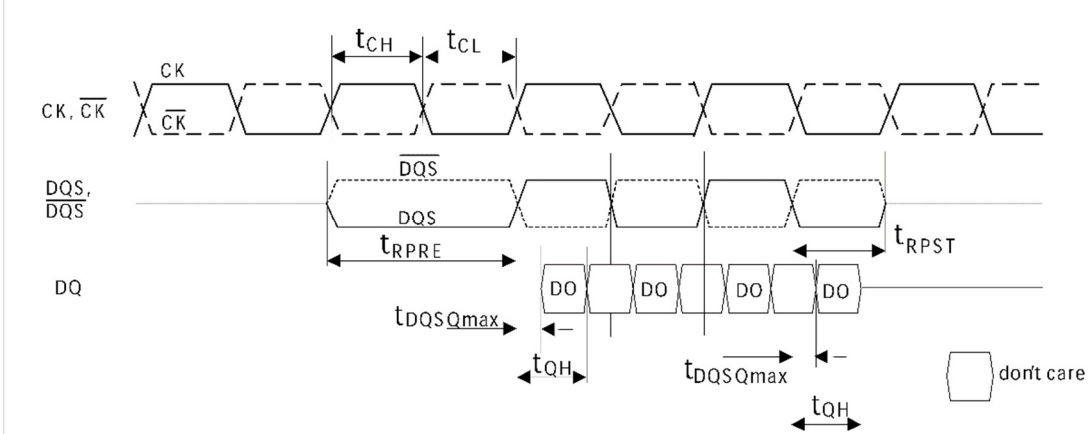 tCH tCL
CK
CK, CK
CK
DQS
DQS,
DQS
DQS
tRPRE
tRPST
DQ
DO DO DO DO
tDQSQmax
tQH
tDQSQmax
don't care
tQH